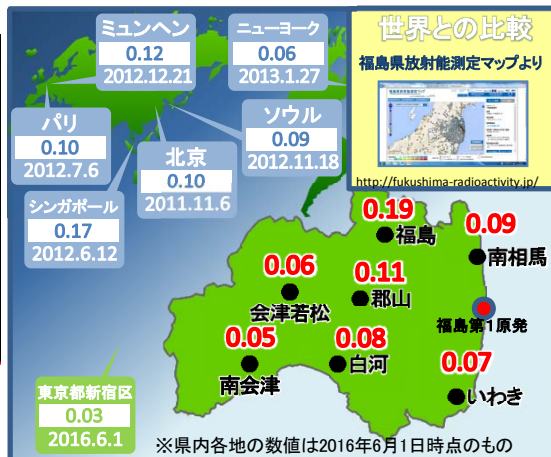 世界との比較
福島県放射能測定マップより
http://fukushima-radioactivity.jp/
ミュンヘン
0.12
2012.12.21
ニューヨーク
0.06
2013.1.27
パリ
0.10
2012.7.6
ソウル
0.09
2012.11.18
北京
0.10
2011.11.6
シンガポール
0.17
2012.6.12
0.19
福島
0.09
南相馬
0.06
会津若松
0.11
郡山
福島第1原発
0.05
南会津
0.08
白河
0.07
いわき
東京都新宿区
0.03
2016.6.1
※県内各地の数値は2016年6月1日時点のもの